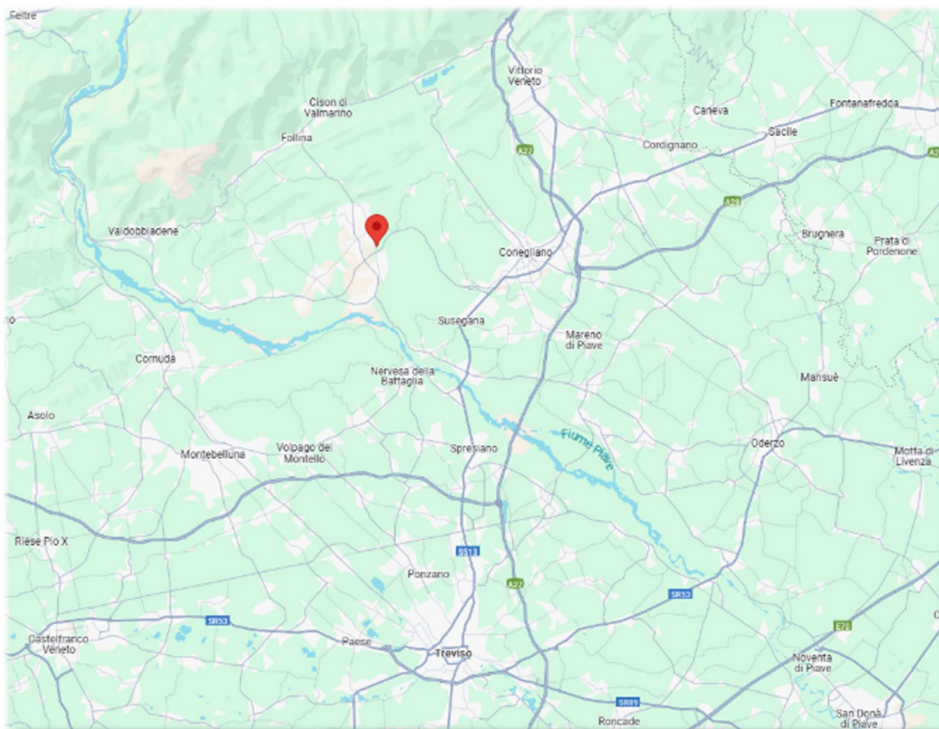 Feltre
Vittorio
Veneto
Cison di
Valmarino
Caneva
Fontanafredda
Follina
Sacile
A27
Cordignano
A28
Valdobbiadene
Brugnera
Prata di
Pordenone
Conegliano
Susegana
Mareno
di Piave
Cornuda
Nervesa della
Battaglia
Mansuè
Asolo
Fiume Piave
Oderzo
Montebelluna
Volpago del
Montello
Spresiano
Motta di
Livenza
Riese Pio X
SS13
Ponzano
A27
SR53
SR53
Castelfranco
Veneto
Paese
Treviso
E70
Noventa
di Piave
SR89
Roncade
San Donà
di Piave